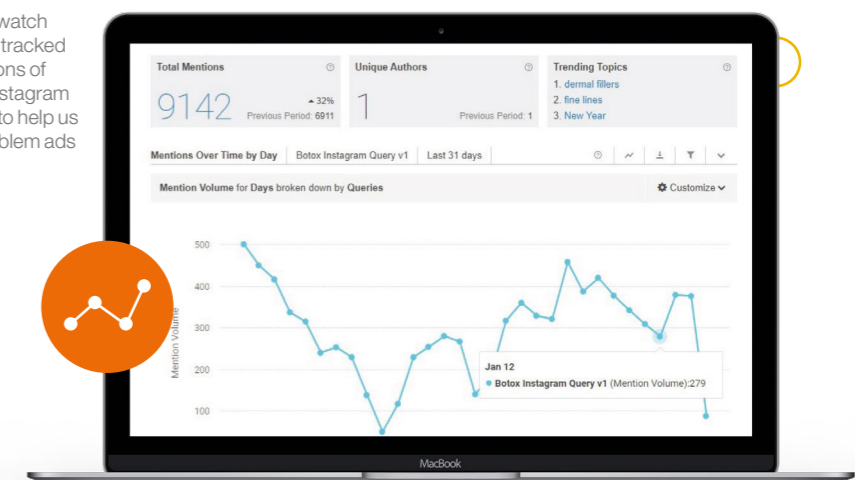 watch
tracked
ons of
stagram
to help us
blem ads
Total Mentions
9142
32%
Previous Period: 6911
Unique Authors
1
Previous Period: 1
Trending Topics
1. dermal fillers
2. fine lines
3. New Year
Mentions Over Time by Day Botox Instagram Query v1 Last 31 days
Mention Volume for Days broken down by Queries Customize
500
400
300
200
100
Mention Volume
Jan 12
Botox Instagram Query v1 (Mention Volume):279
MacBook